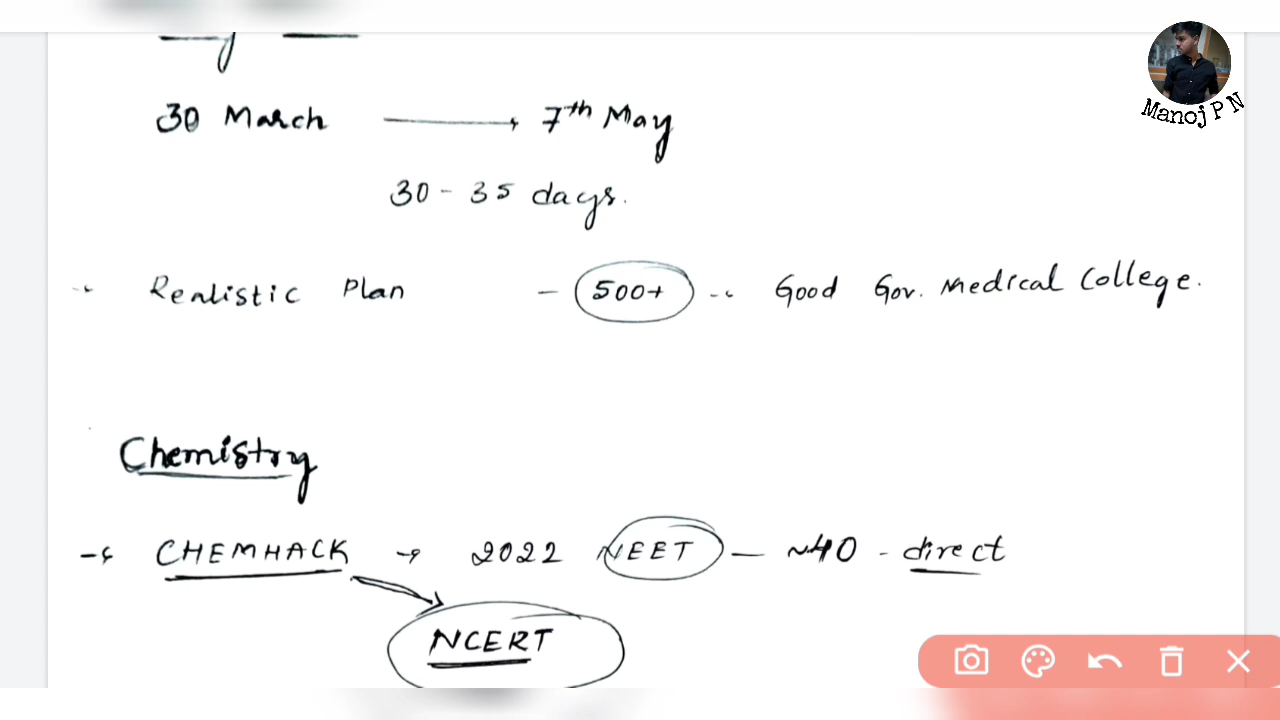 Manoj P N
30 March → 7th May
30 - 35 days.
Realistic Plan - 500+ Good Gov. Medical College.
Chemistry
→ CHEMHACK → 2022 NEET — ~40 - direct
NCERT